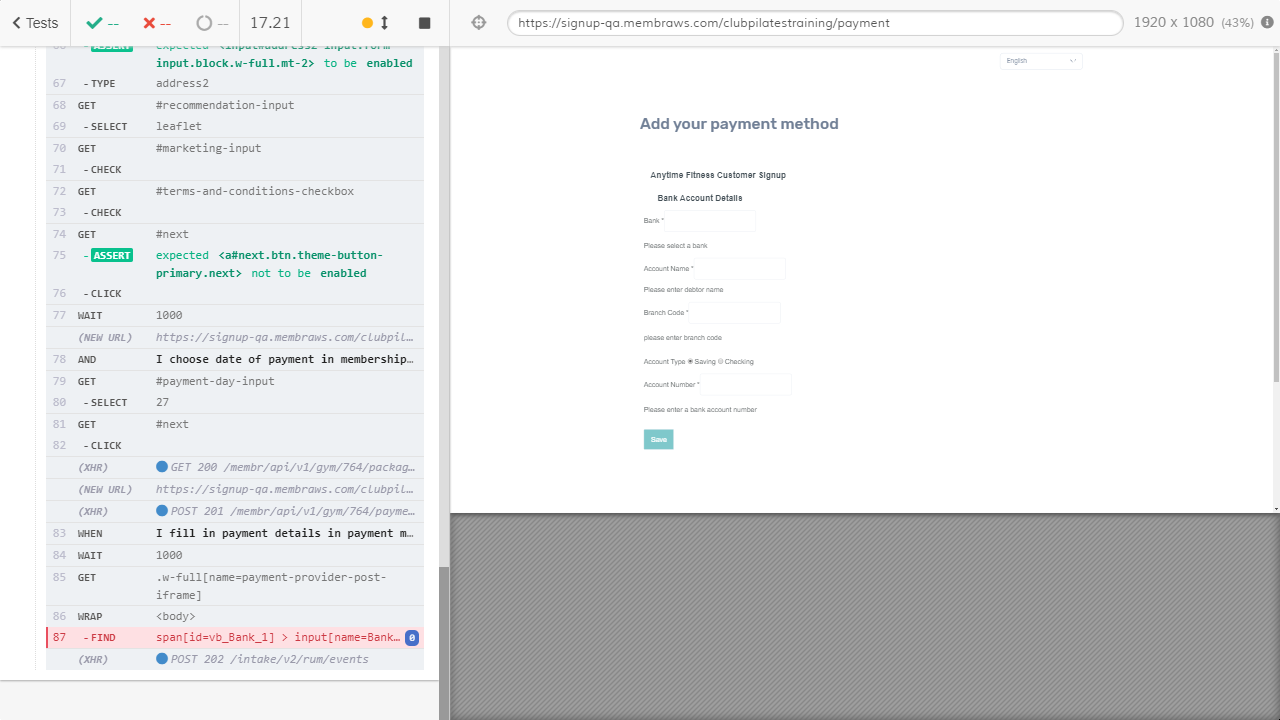 Tests
--
--
--
17.21
https://signup-qa.membraws.com/clubpilatestraining/payment
1920 x 1080 (43%)
66 - ASSERT expected <input#address2-input.form-
input.block.w-full.mt-2> to be enabled
67 - TYPE address2
68 GET #recommendation-input
69 - SELECT leaflet
70 GET #marketing-input
71 - CHECK
72 GET #terms-and-conditions-checkbox
73 - CHECK
74 GET #next
75 - ASSERT expected <a#next.btn.theme-button-
primary.next> not to be enabled
76 - CLICK
77 WAIT 1000
(NEW URL) https://signup-qa.membraws.com/clubpil…
78 AND I choose date of payment in membership…
79 GET #payment-day-input
80 - SELECT 27
81 GET #next
82 - CLICK
(XHR) GET 200 /membr/api/v1/gym/764/packag…
(NEW URL) https://signup-qa.membraws.com/clubpil…
(XHR) POST 201 /membr/api/v1/gym/764/payme…
83 WHEN I fill in payment details in payment m…
84 WAIT 1000
85 GET .w-full[name=payment-provider-post-
iframe]
86 WRAP <body>
87 - FIND span[id=vb_Bank_1] > input[name=Bank… 0
(XHR) POST 202 /intake/v2/rum/events
English
Add your payment method
Anytime Fitness Customer Signup
Bank Account Details
Bank *
Please select a bank
Account Name *
Please enter debtor name
Branch Code *
please enter branch code
Account Type Saving Checking
Account Number *
Please enter a bank account number
Save